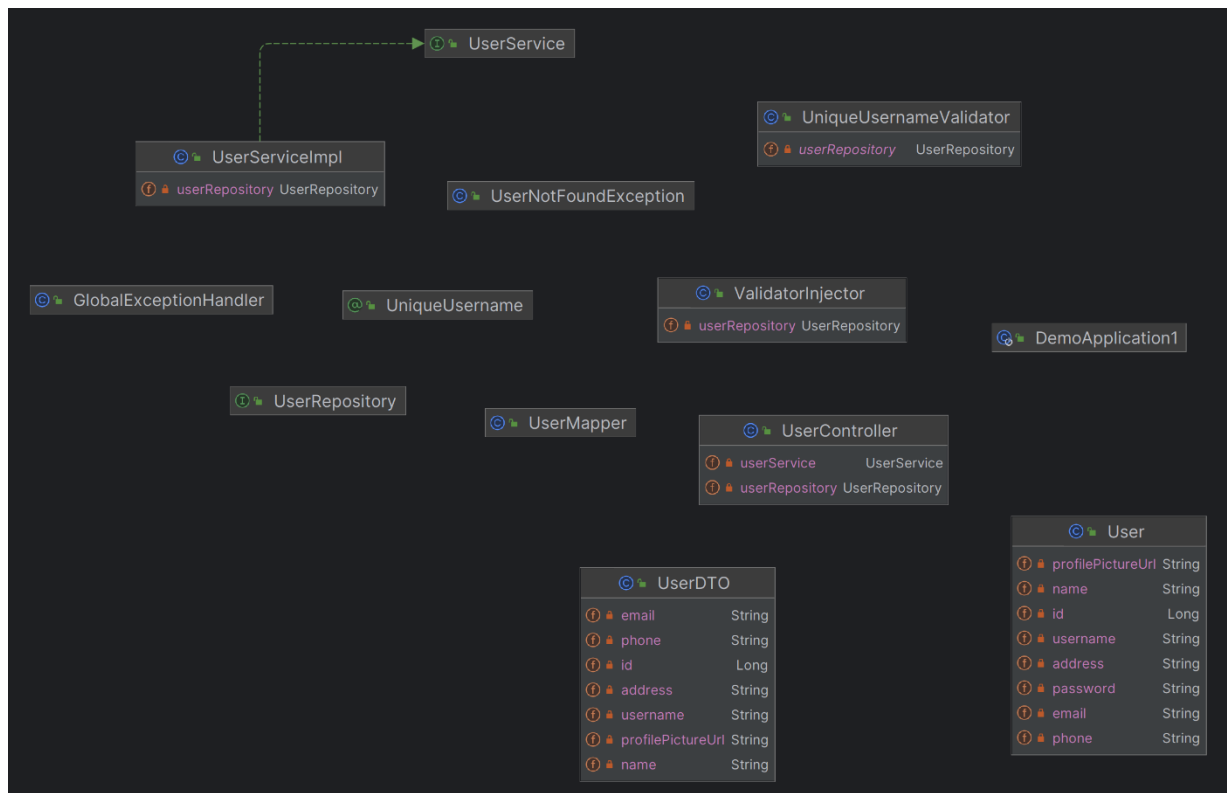 UserService
UniqueUsernameValidator
userRepository UserRepository
UserServiceImpl
userRepository UserRepository
UserNotFoundException
GlobalExceptionHandler
UniqueUsername
ValidatorInjector
userRepository UserRepository
DemoApplication1
UserRepository
UserMapper
UserController
userService UserService
userRepository UserRepository
User
profilePictureUrl String
name String
id Long
username String
address String
password String
email String
phone String
UserDTO
email String
phone String
id Long
address String
username String
profilePictureUrl String
name String